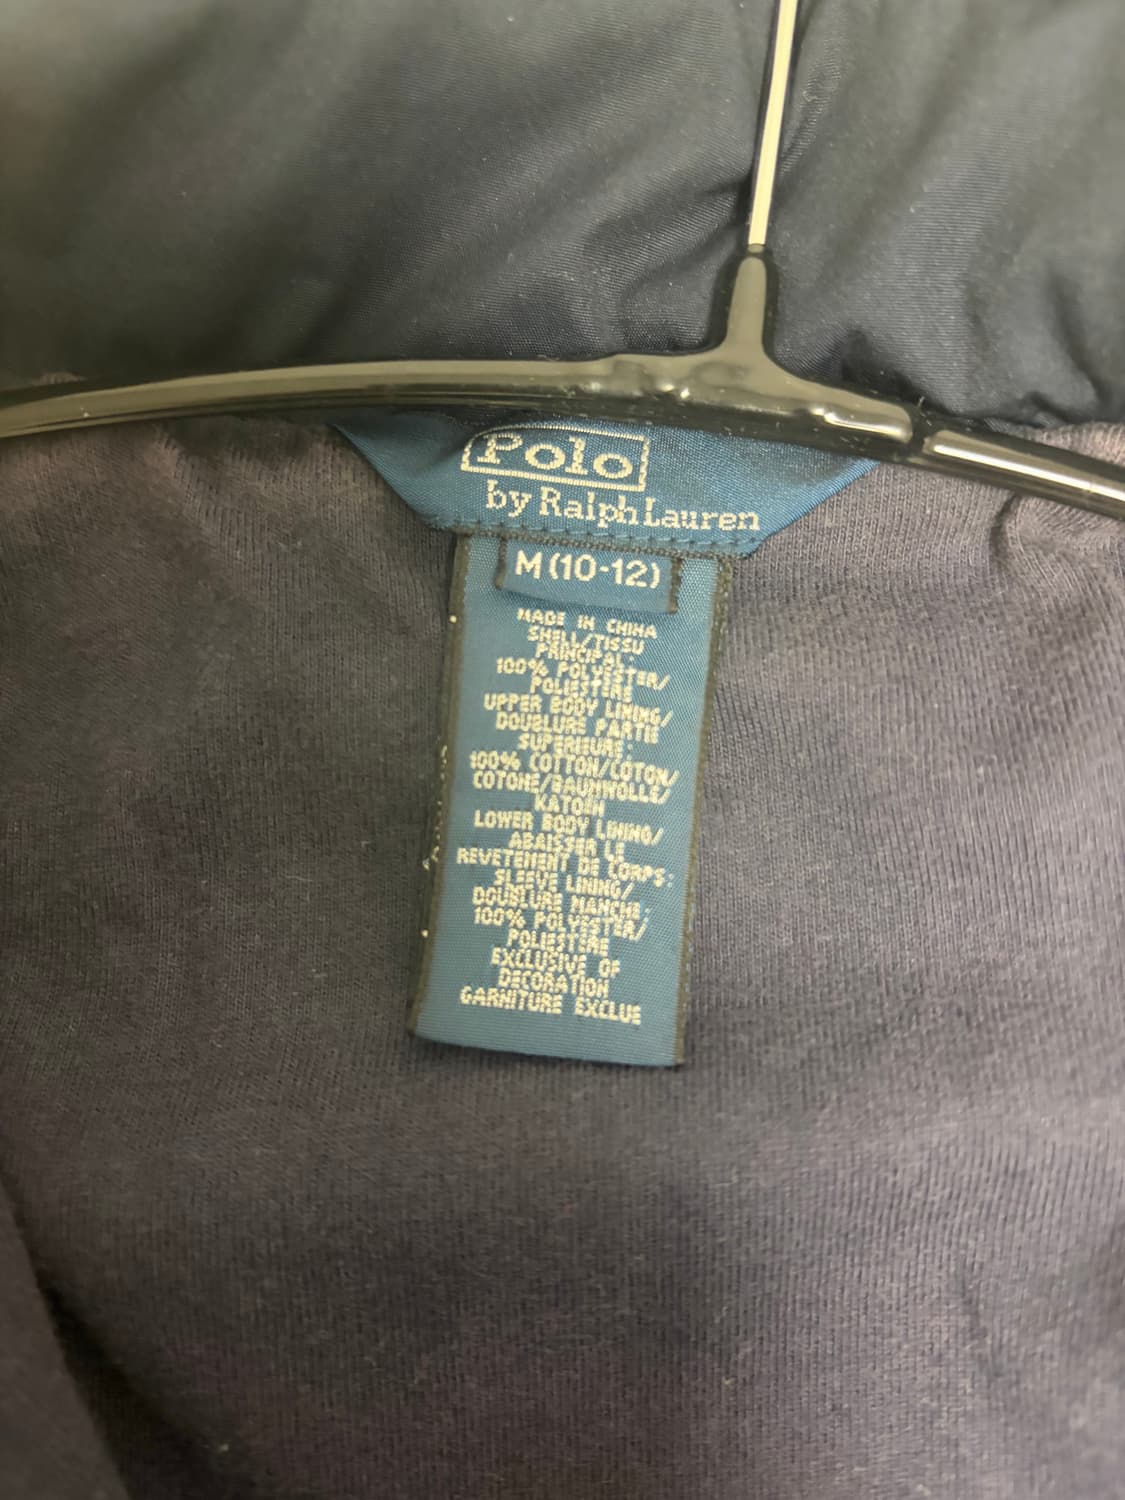 Polo
by Ralph Lauren
M (10-12)
MADE IN CHINA
SHELL/TISSU
PRINCIPAL:
100% POLYESTER/
POLIESTERE
UPPER BODY LINING/
DOUBLURE PARTIE
SUPERIEURE:
100% COTTON/COTON/
COTONE/BAUMWOLLE/
KATOEN
LOWER BODY LINING/
ABAISSER LE
REVETEMENT DE CORPS:
SLEEVE LINING/
DOUBLURE MANCHE:
100% POLYESTER/
POLIESTERE
EXCLUSIVE OF
DECORATION
GARNITURE EXCLUE